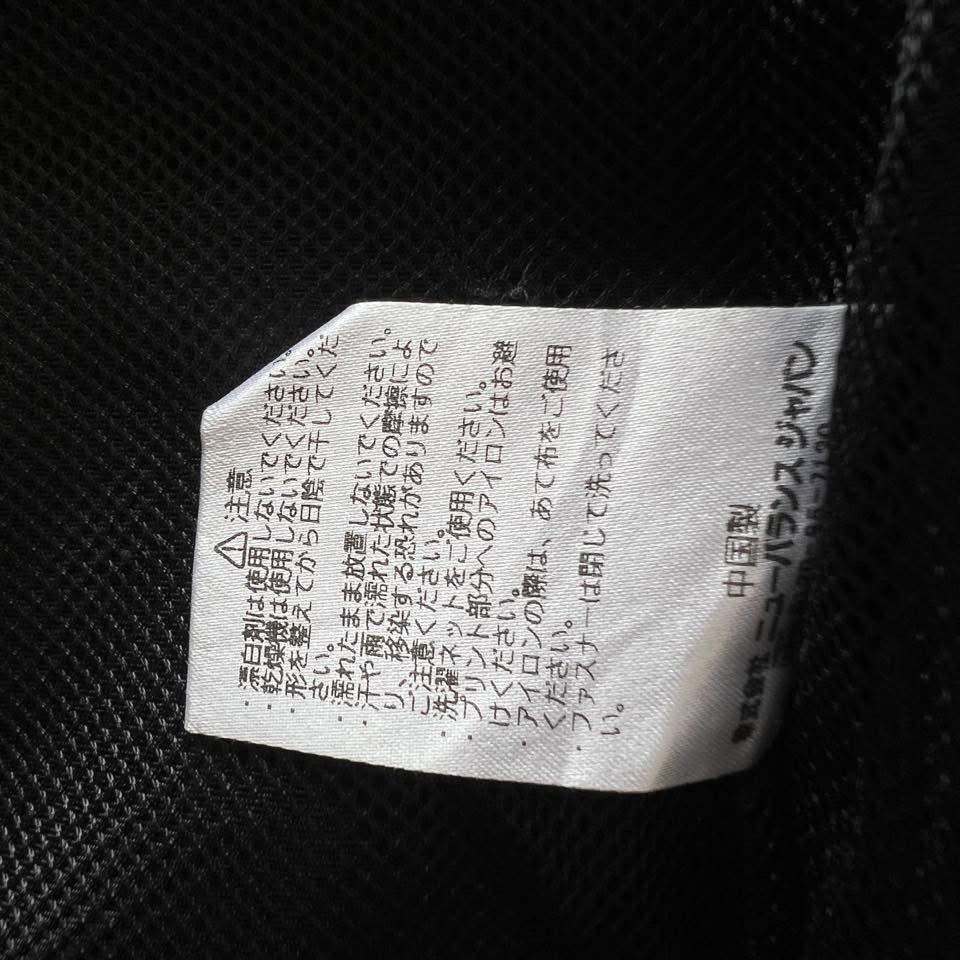 ⚠注意
・漂白剤は使用しないでください。
・乾燥機は使用しないでください。
・形を整えてから日陰で干してくだ
さい。
・濡れたまま放置しないでください。
・汗や雨で濡れた状態での摩擦によ
り、移染する恐れがありますので
ご注意ください。
・洗濯ネットをご使用ください。
・プリント部分へのアイロンはお避
けください。
・アイロンの際は、あて布をご使用
ください。
・ファスナーは閉じて洗ってくださ
い。
中国製
株式会社 ニューバランス ジャパン